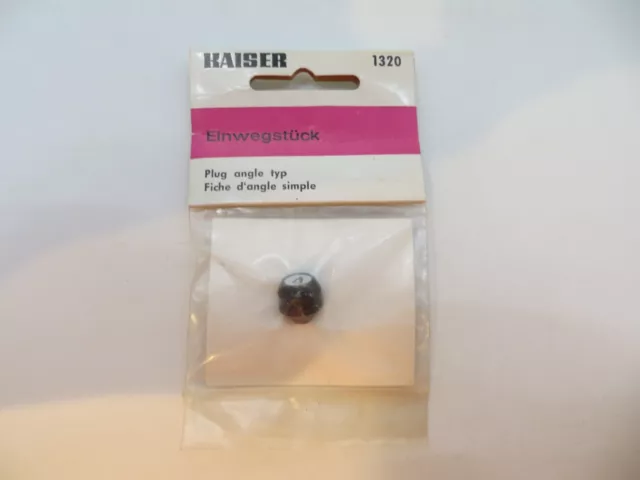 KAISER 1320
Einwegstück
Plug angle typ
Fiche d'angle simple